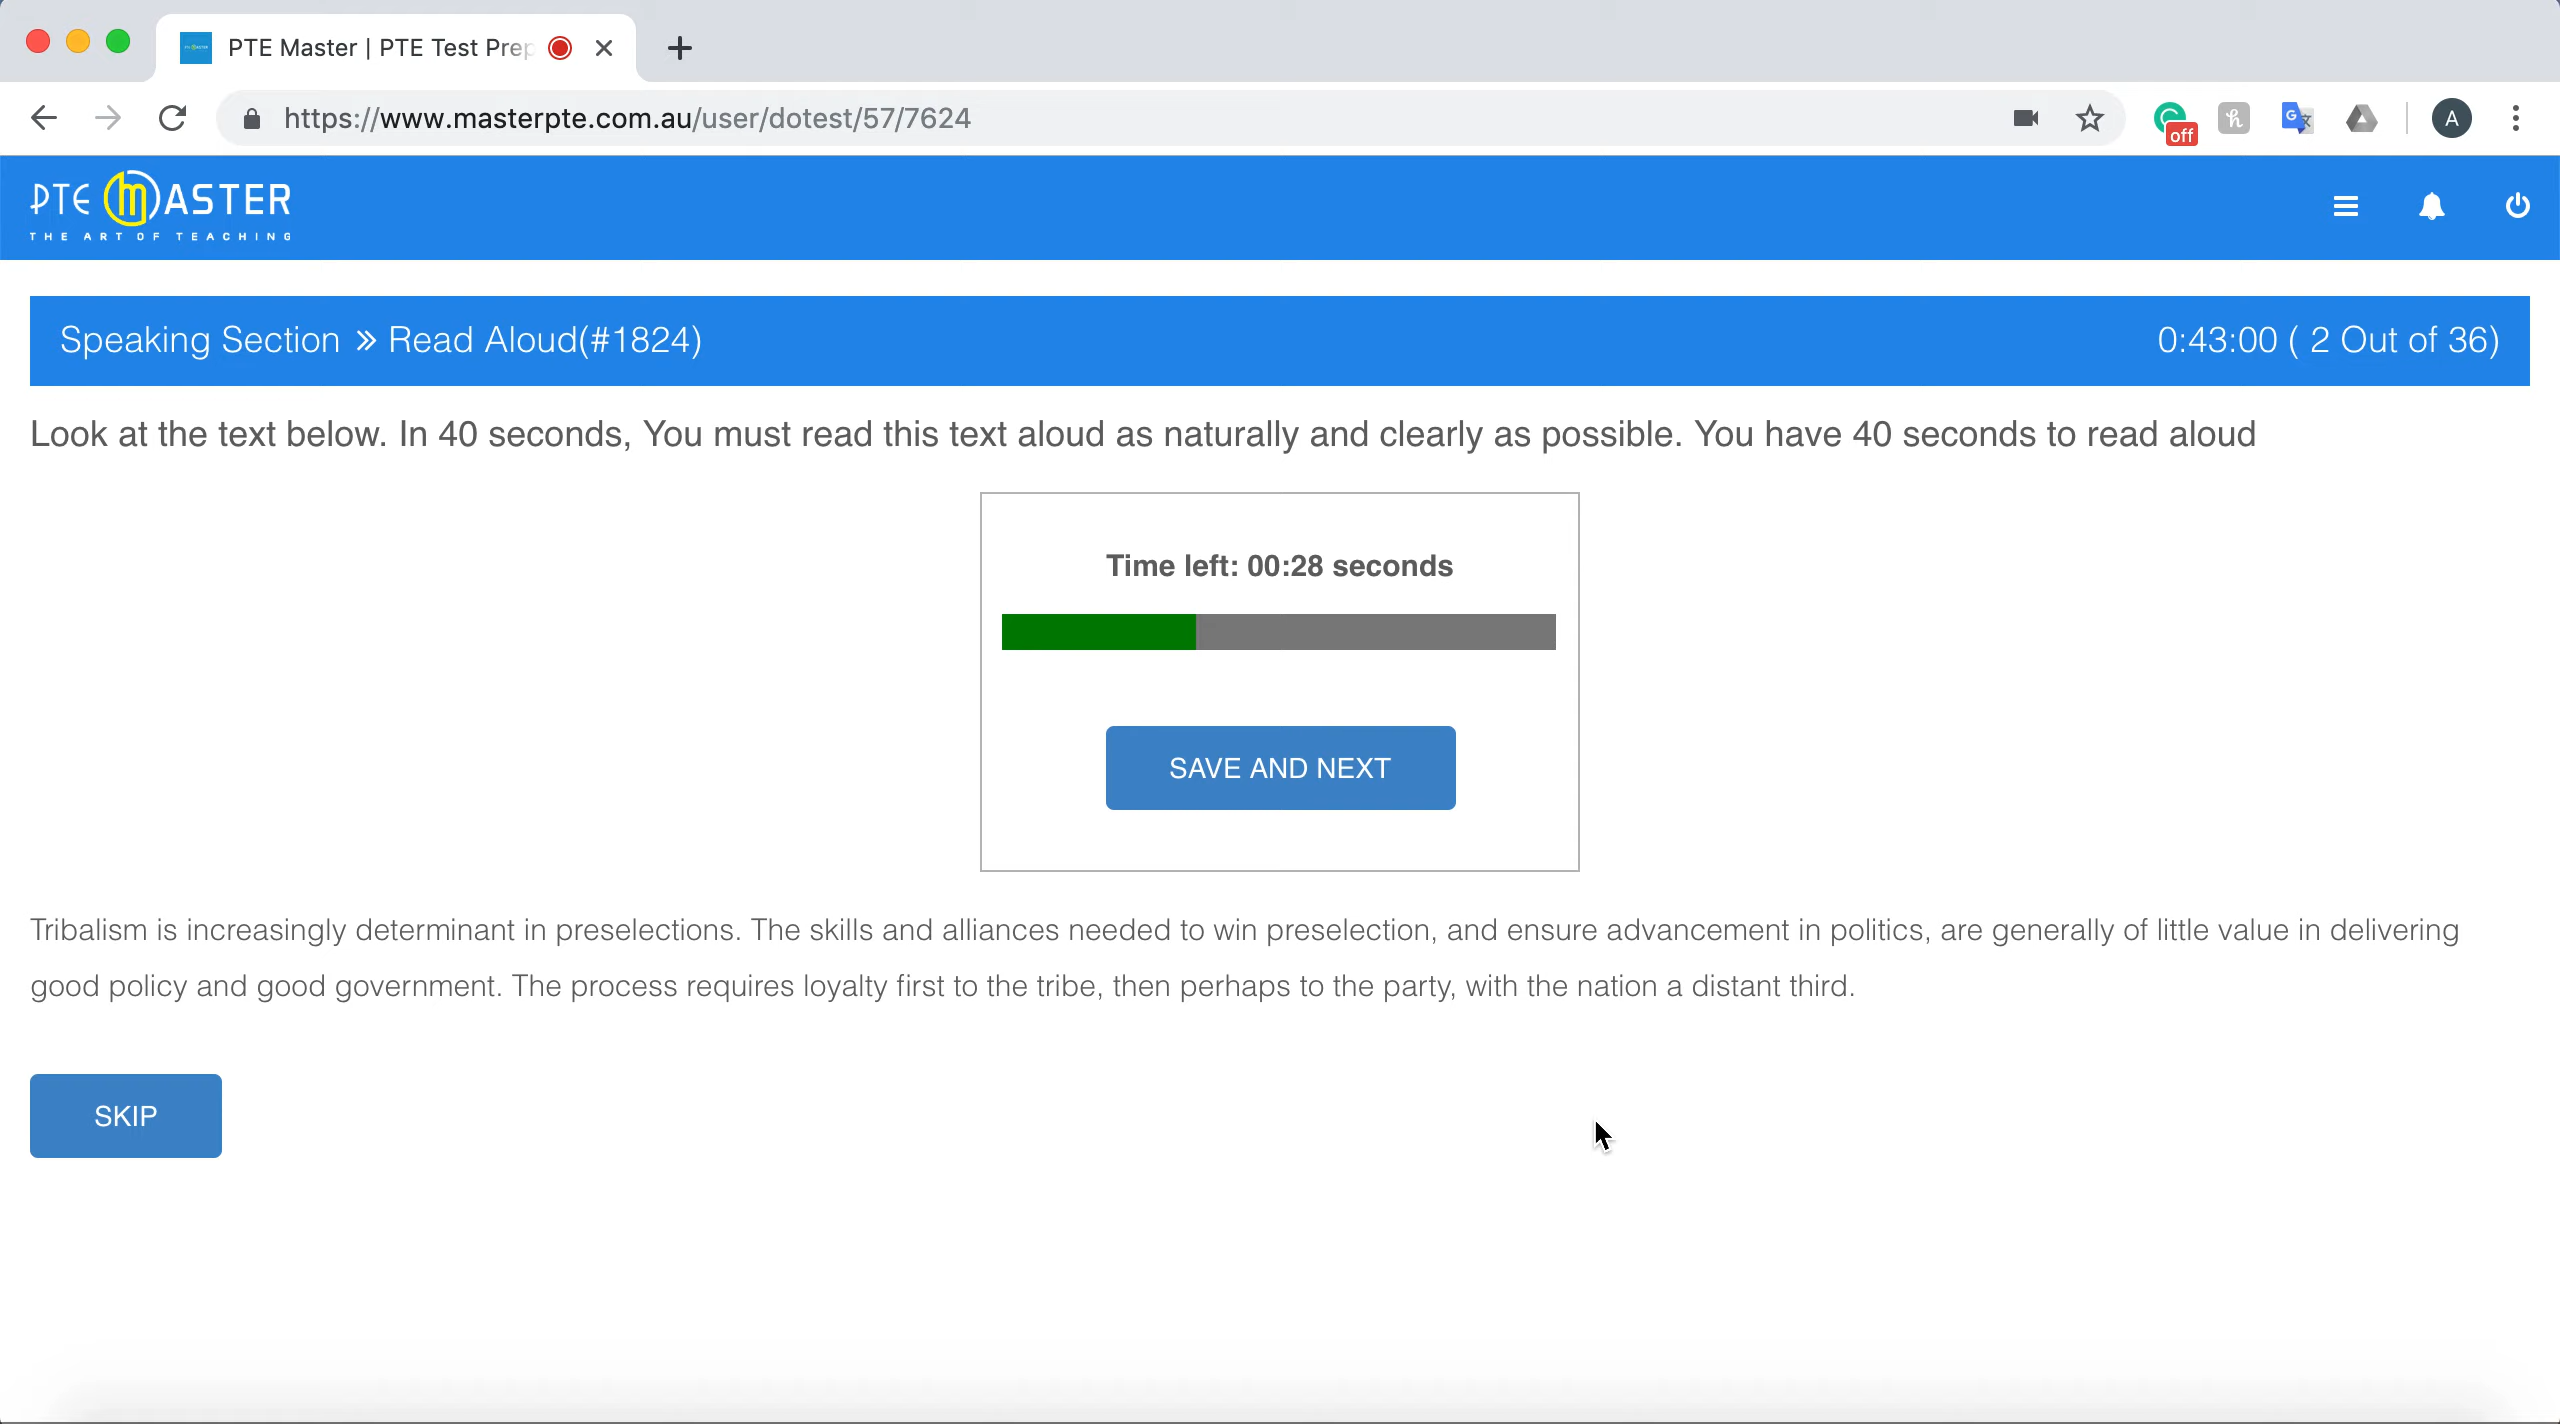 PTE Master | PTE Test Prep
https://www.masterpte.com.au/user/dotest/57/7624
off
A
PTE MASTER
THE ART OF TEACHING
Speaking Section » Read Aloud(#1824)
0:43:00 ( 2 Out of 36)
Look at the text below. In 40 seconds, You must read this text aloud as naturally and clearly as possible. You have 40 seconds to read aloud
Time left: 00:28 seconds
SAVE AND NEXT
Tribalism is increasingly determinant in preselections. The skills and alliances needed to win preselection, and ensure advancement in politics, are generally of little value in delivering
good policy and good government. The process requires loyalty first to the tribe, then perhaps to the party, with the nation a distant third.
SKIP